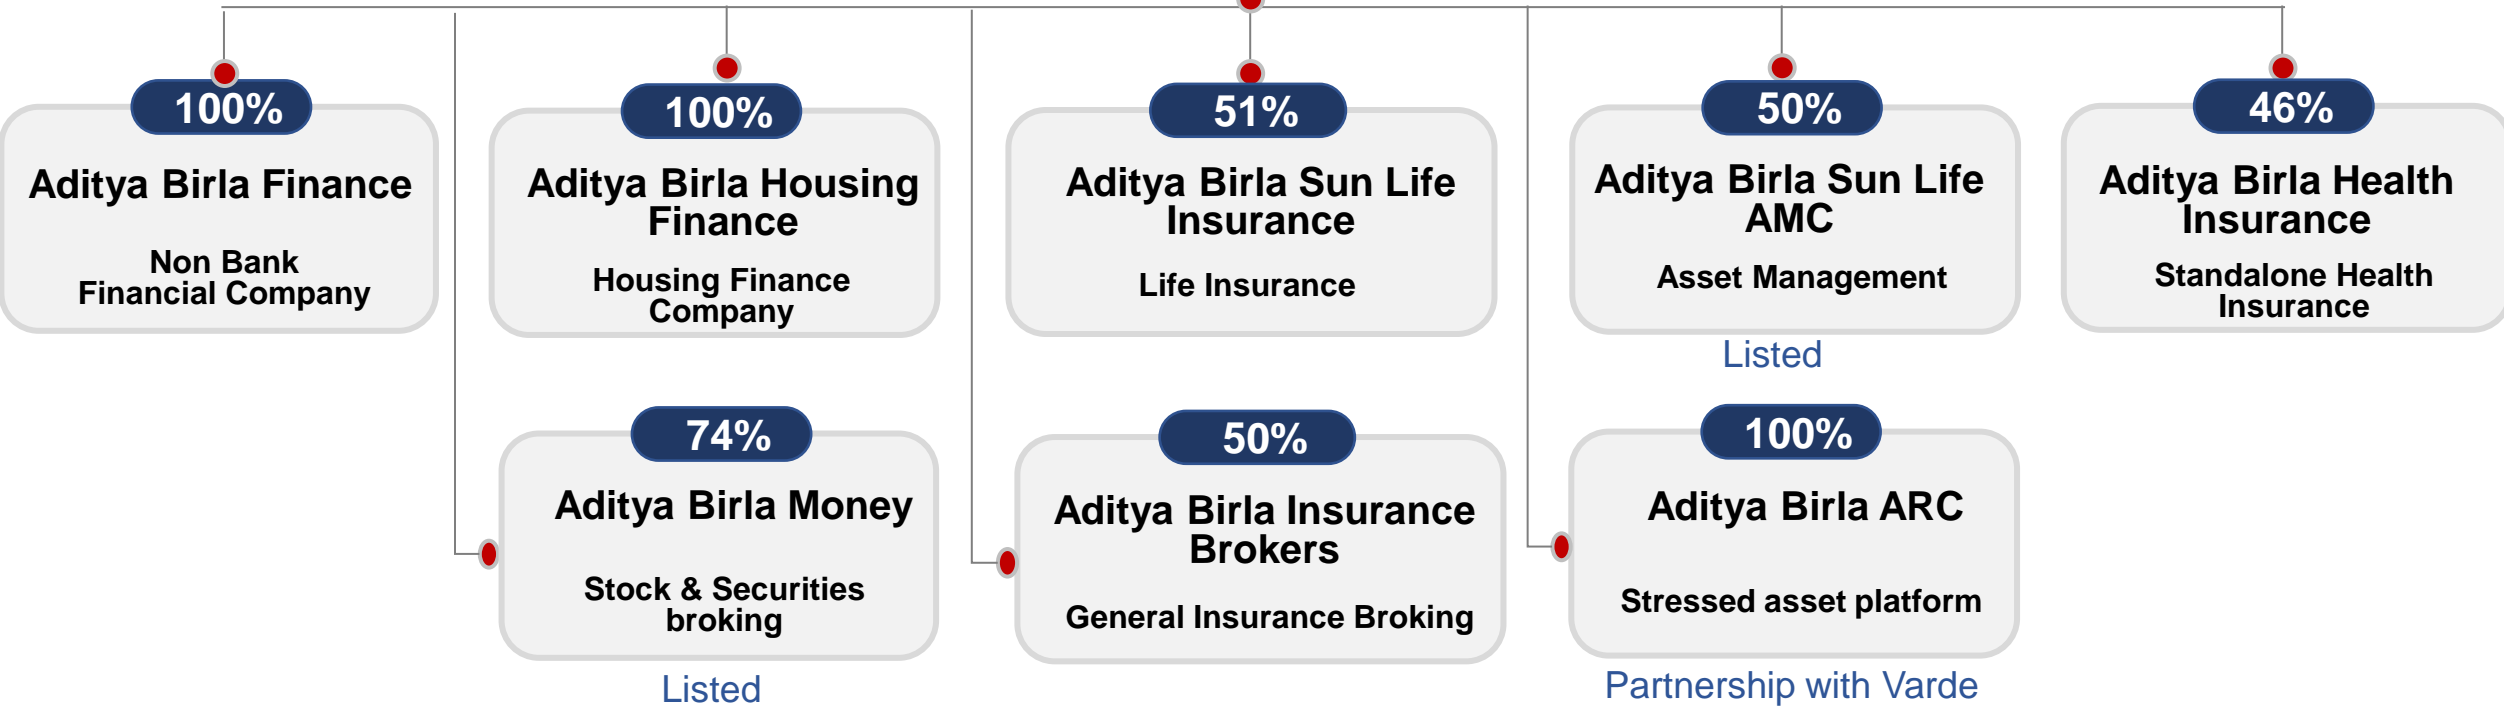 100%
Aditya Birla Finance
Non Bank
Financial Company
100%
Aditya Birla Housing
Finance
Housing Finance
Company
51%
Aditya Birla Sun Life
Insurance
Life Insurance
50%
Aditya Birla Sun Life
AMC
Asset Management
Listed
46%
Aditya Birla Health
Insurance
Standalone Health
Insurance
74%
Aditya Birla Money
Stock & Securities
broking
Listed
50%
Aditya Birla Insurance
Brokers
General Insurance Broking
100%
Aditya Birla ARC
Stressed asset platform
Partnership with Varde